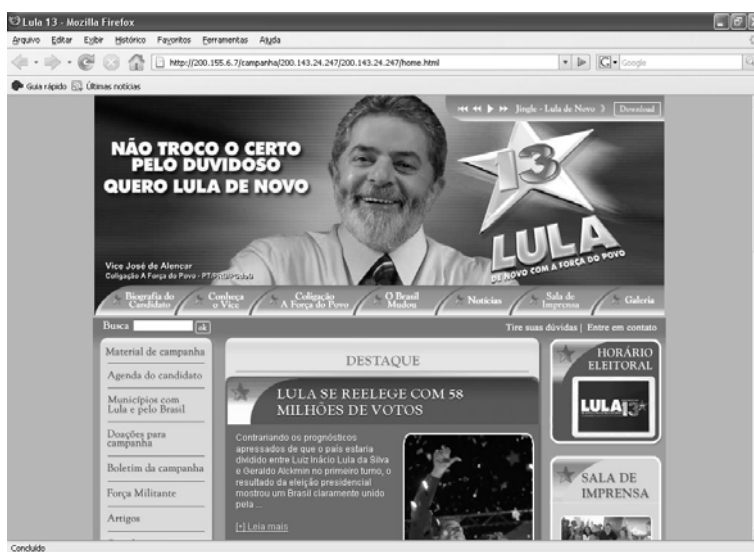 Lula 13 - Mozilla Firefox
Arquivo Editar Exibir Histórico Favoritos Ferramentas Ajuda
http://200.155.6.7/campanha/200.143.24.247/200.143.24.247/home.html
Google
Guia rápido Últimas notícias
Jingle - Lula de Novo 3 Download
NÃO TROCO O CERTO
PELO DUVIDOSO
QUERO LULA DE NOVO
13
LULA
DE NOVO COM A FORÇA DO POVO
Vice José de Alencar
Coligação A Força do Povo - PT/PRB/PCdoB
Biografia do Candidato
Conheça o Vice
Coligação A Força do Povo
O Brasil Mudou
Notícias
Sala de Imprensa
Galeria
Busca ok
Tire suas dúvidas | Entre em contato
Material de campanha
Agenda do candidato
Municípios com
Lula e pelo Brasil
Doações para
campanha
Boletim da campanha
Força Militante
Artigos
DESTAQUE
LULA SE REELEGE COM 58
MILHÕES DE VOTOS
Contrariando os prognósticos
apressados de que o país estaria
dividido entre Luiz Inácio Lula da Silva
e Geraldo Alckmin no primeiro turno, o
resultado da eleição presidencial
mostrou um Brasil claramente unido
pela ...
[+] Leia mais
HORÁRIO
ELEITORAL
LULA13
SALA DE
IMPRENSA
Concluído